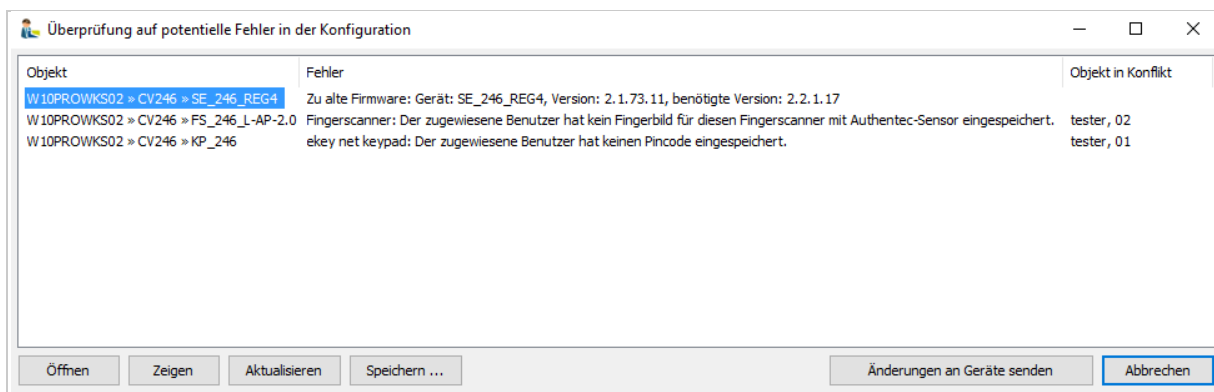 Überprüfung auf potentielle Fehler in der Konfiguration
Objekt Fehler Objekt in Konflikt
W10PROWKS02 » CV246 » SE_246_REG4 Zu alte Firmware: Gerät: SE_246_REG4, Version: 2.1.73.11, benötigte Version: 2.2.1.17
W10PROWKS02 » CV246 » FS_246_L-AP-2.0 Fingerscanner: Der zugewiesene Benutzer hat kein Fingerbild für diesen Fingerscanner mit Authentec-Sensor eingespeichert. tester, 02
W10PROWKS02 » CV246 » KP_246 ekey net keypad: Der zugewiesene Benutzer hat keinen Pincode eingespeichert. tester, 01
Öffnen Zeigen Aktualisieren Speichern ... Änderungen an Geräte senden Abbrechen